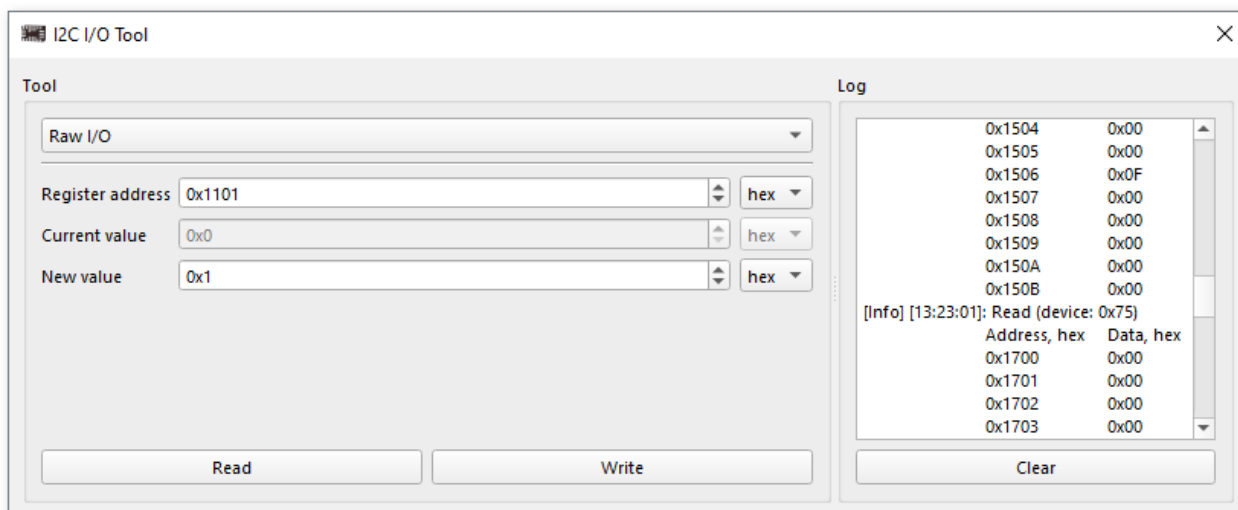 I2C I/O Tool
Tool
Raw I/O
Register address 0x1101 hex
Current value 0x0 hex
New value 0x1 hex
Read Write
Log
0x1504 0x00
0x1505 0x00
0x1506 0x0F
0x1507 0x00
0x1508 0x00
0x1509 0x00
0x150A 0x00
0x150B 0x00
[Info] [13:23:01]: Read (device: 0x75)
Address, hex Data, hex
0x1700 0x00
0x1701 0x00
0x1702 0x00
0x1703 0x00
Clear